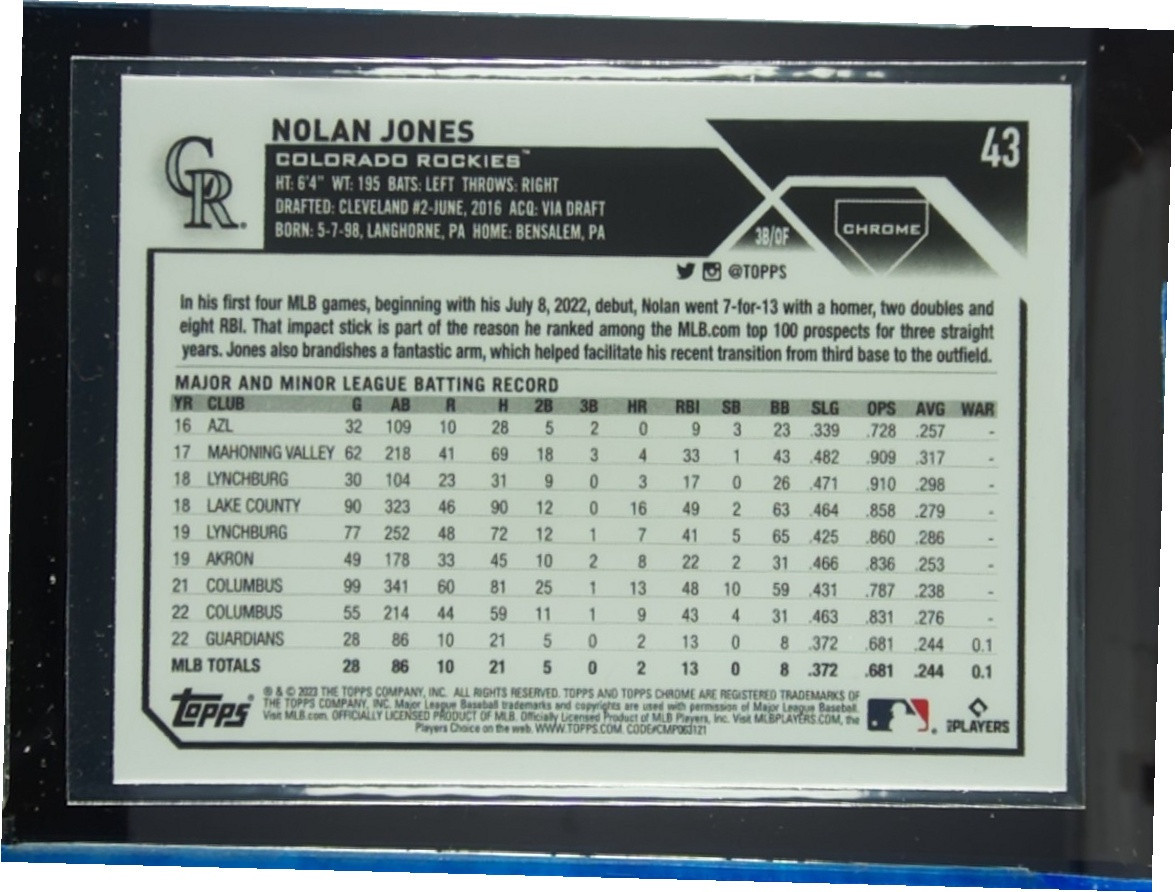 NOLAN JONES
43
COLORADO ROCKIES™
HT: 6'4" WT: 195 BATS: LEFT THROWS: RIGHT
DRAFTED: CLEVELAND #2-JUNE, 2016 ACQ: VIA DRAFT
BORN: 5-7-98, LANGHORNE, PA HOME: BENSALEM, PA
CR
3B/OF
CHROME
@TOPPS
In his first four MLB games, beginning with his July 8, 2022, debut, Nolan went 7-for-13 with a homer, two doubles and
eight RBI. That impact stick is part of the reason he ranked among the MLB.com top 100 prospects for three straight
years. Jones also brandishes a fantastic arm, which helped facilitate his recent transition from third base to the outfield.
MAJOR AND MINOR LEAGUE BATTING RECORD
YR CLUB G AB R H 2B 3B HR RBI SB BB SLG OPS AVG WAR
16 AZL 32 109 10 28 5 2 0 9 3 23 .339 .728 .257 -
17 MAHONING VALLEY 62 218 41 69 18 3 4 33 1 43 .482 .909 .317 -
18 LYNCHBURG 30 104 23 31 9 0 3 17 0 26 .471 .910 .298 -
18 LAKE COUNTY 90 323 46 90 12 0 16 49 2 63 .464 .858 .279 -
19 LYNCHBURG 77 252 48 72 12 1 7 41 5 65 .425 .860 .286 -
19 AKRON 49 178 33 45 10 2 8 22 2 31 .466 .836 .253 -
21 COLUMBUS 99 341 60 81 25 1 13 48 10 59 .431 .787 .238 -
22 COLUMBUS 55 214 44 59 11 1 9 43 4 31 .463 .831 .276 -
22 GUARDIANS 28 86 10 21 5 0 2 13 0 8 .372 .681 .244 0.1
MLB TOTALS 28 86 10 21 5 0 2 13 0 8 .372 .681 .244 0.1
Topps®
® & © 2023 THE TOPPS COMPANY, INC. ALL RIGHTS RESERVED. TOPPS AND TOPPS CHROME ARE REGISTERED TRADEMARKS OF
THE TOPPS COMPANY, INC. Major League Baseball trademarks and copyrights are used with permission of Major League Baseball.
Visit MLB.com. OFFICIALLY LICENSED PRODUCT OF MLB. Officially Licensed Product of MLB Players, Inc. Visit MLBPLAYERS.COM, the
Players Choice on the web. WWW.TOPPS.COM. CODE#CMP063121
MLBPLAYERS